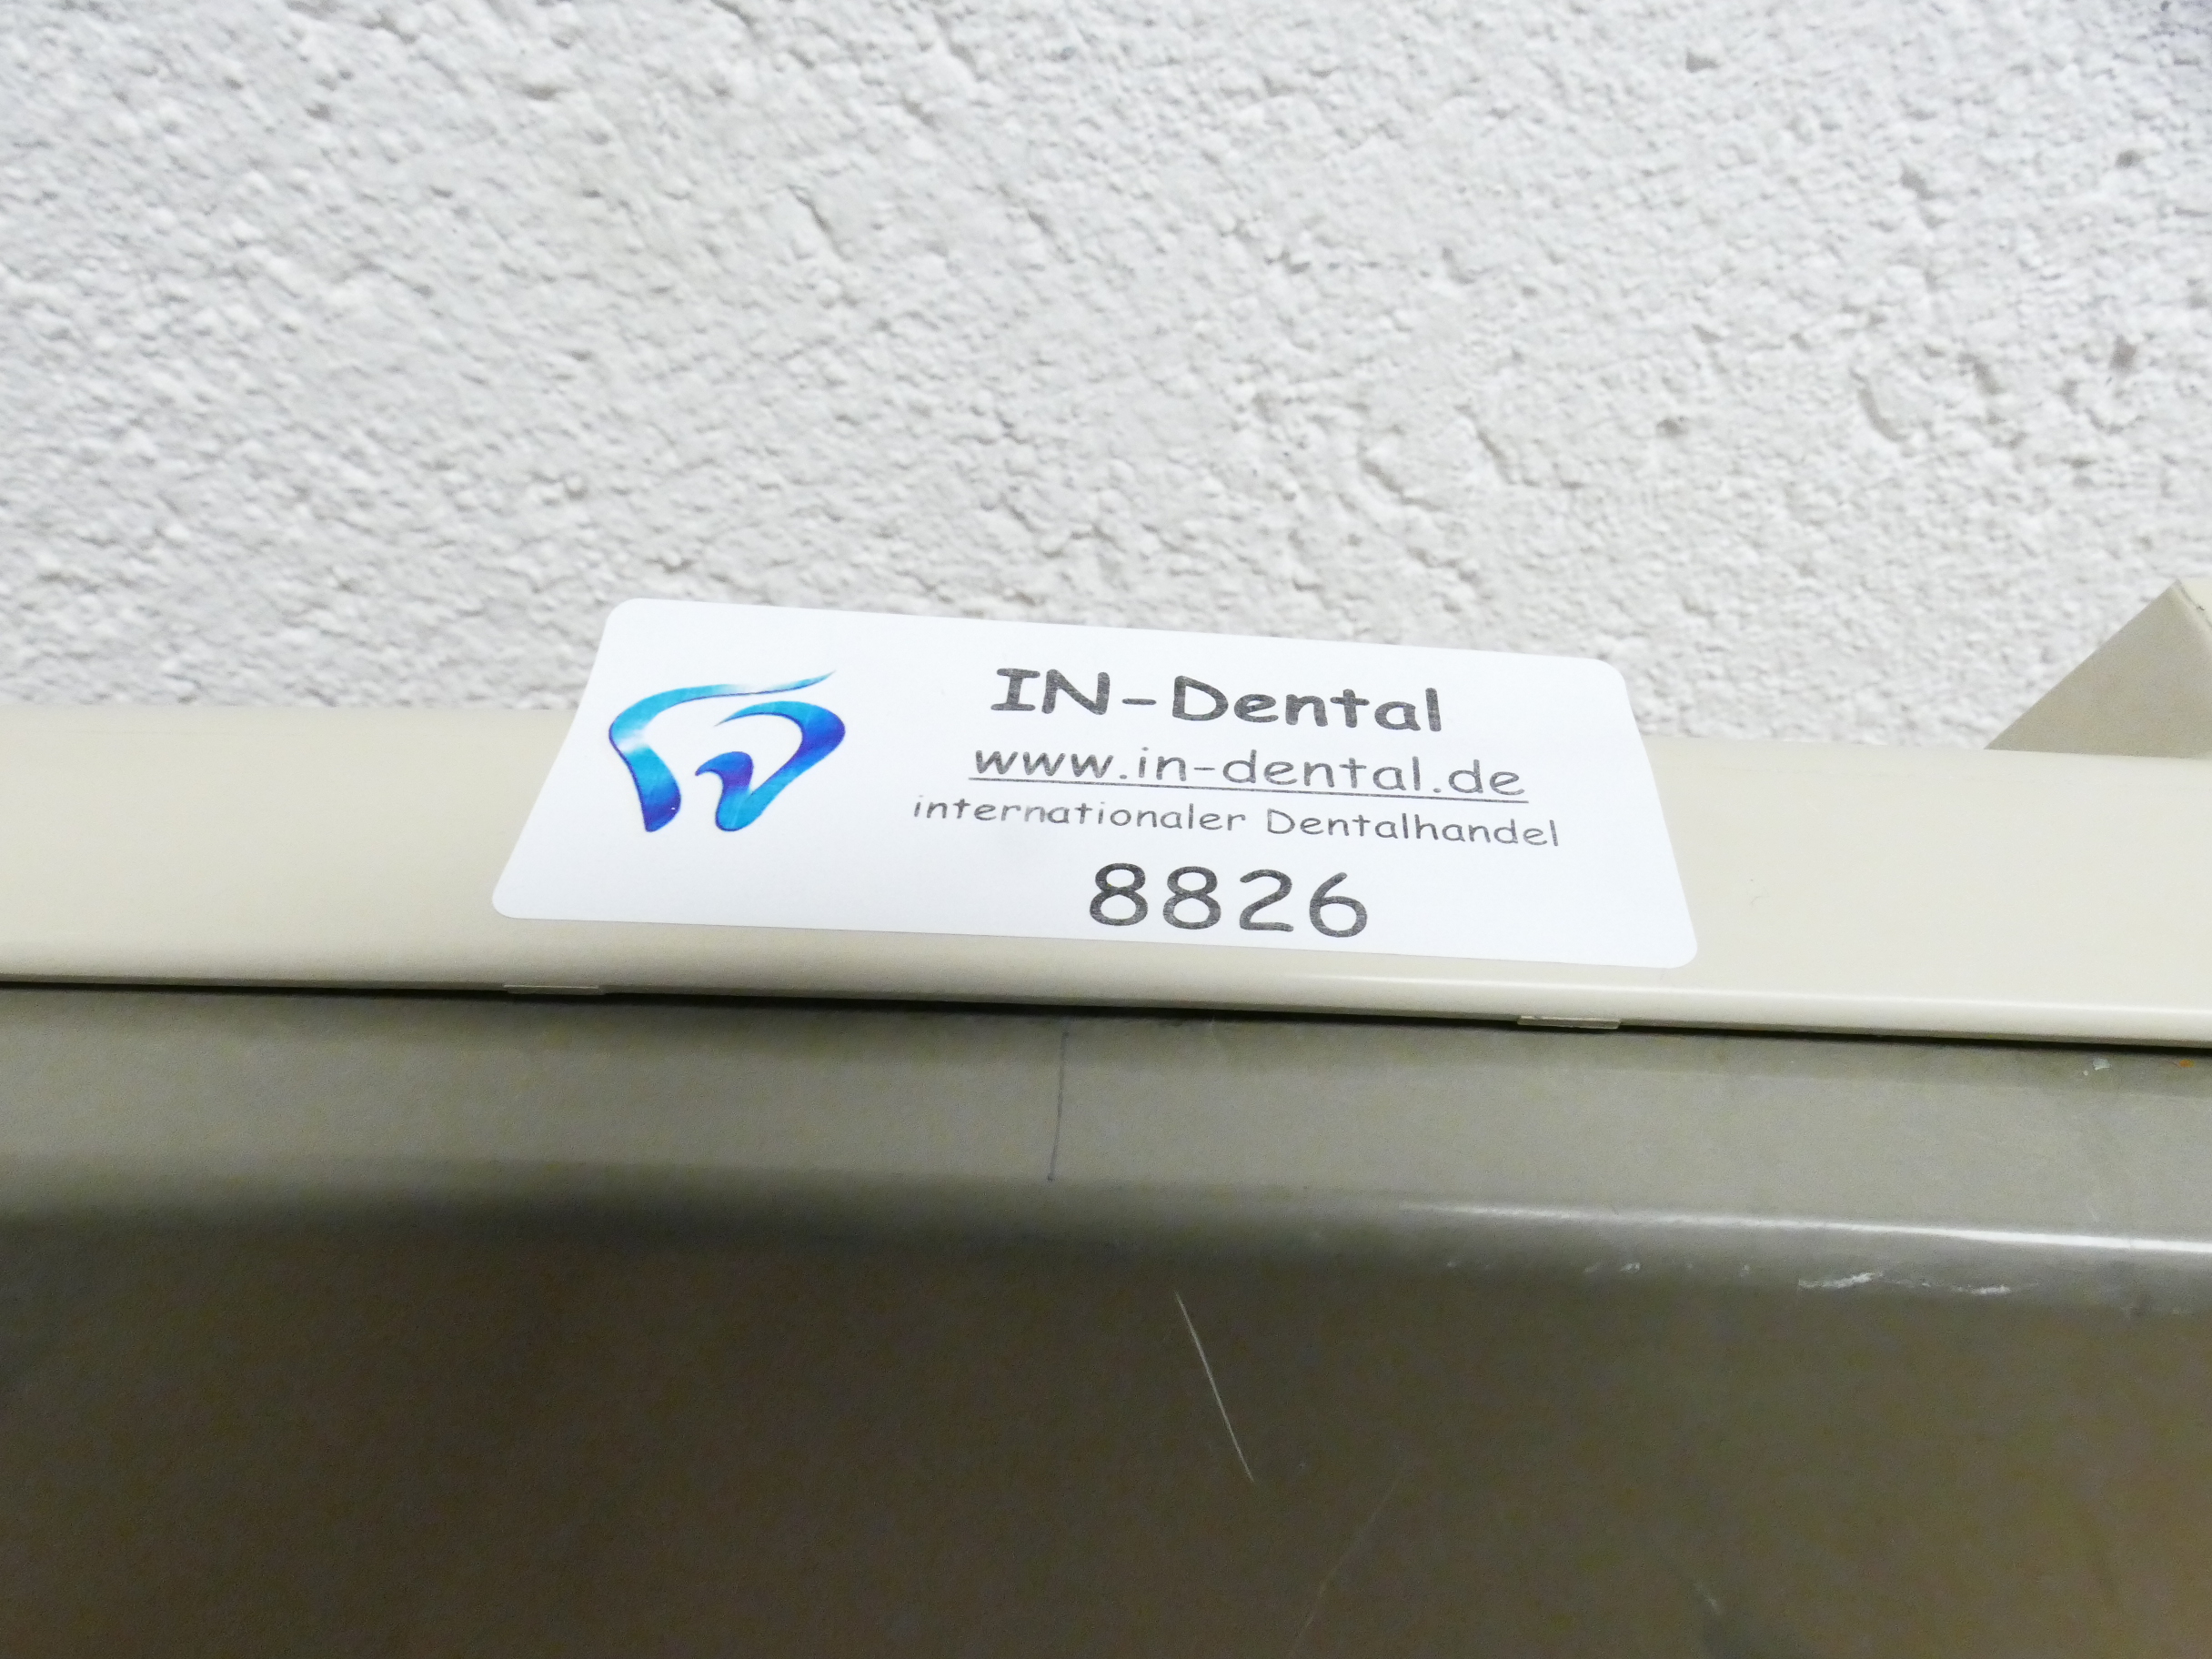 IN-Dental
www.in-dental.de
internationaler Dentalhandel
8826